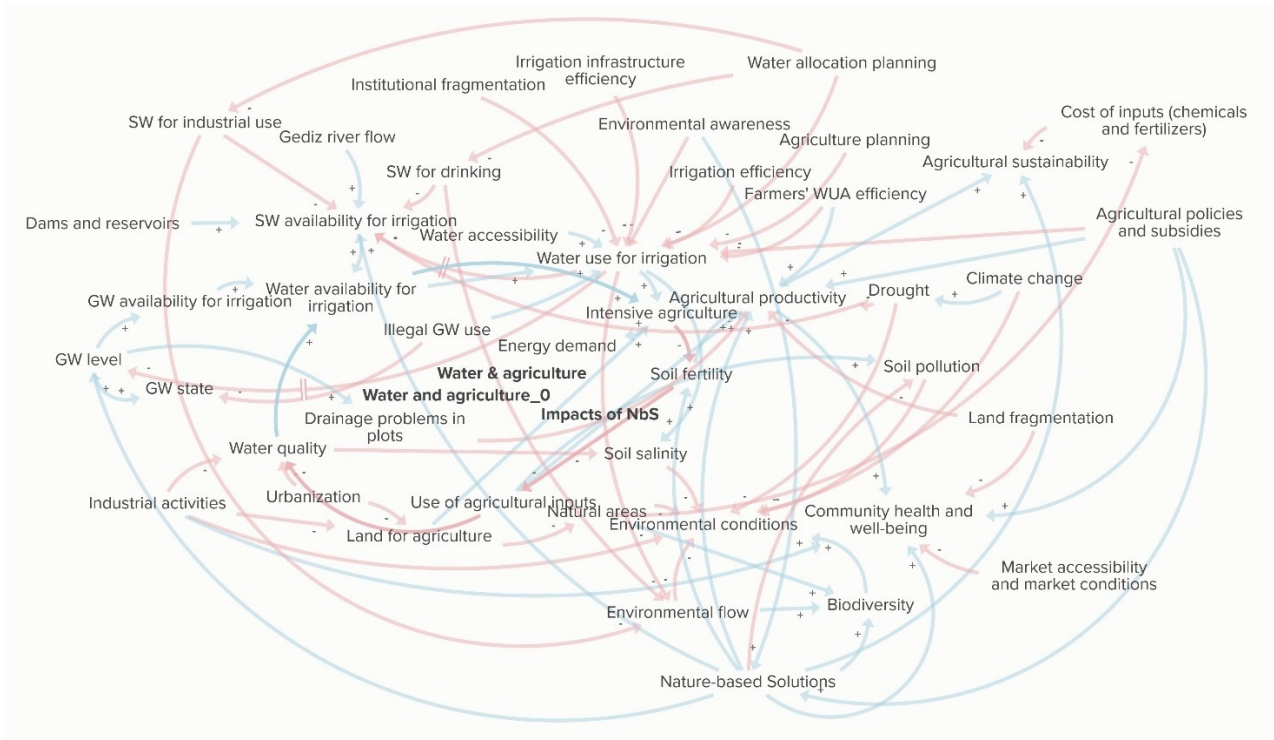 Irrigation infrastructure
efficiency
Water allocation planning
Institutional fragmentation
Cost of inputs (chemicals
and fertilizers)
SW for industrial use
Gediz river flow
Environmental awareness
Agriculture planning
Agricultural sustainability
SW for drinking
Irrigation efficiency
Farmers' WUA efficiency
Dams and reservoirs
SW availability for irrigation
Water accessibility
Agricultural policies
and subsidies
Water use for irrigation
Climate change
GW availability for irrigation
Water availability for
irrigation
Drought
Agricultural productivity
Intensive agriculture
Illegal GW use
Energy demand
GW level
Water & agriculture
Soil fertility
Soil pollution
GW state
Water and agriculture_0
Impacts of NbS
Drainage problems in
plots
Land fragmentation
Water quality
Soil salinity
Industrial activities
Urbanization
Use of agricultural inputs
Natural areas
Environmental conditions
Community health and
well-being
Land for agriculture
Market accessibility
and market conditions
Environmental flow
Biodiversity
Nature-based Solutions